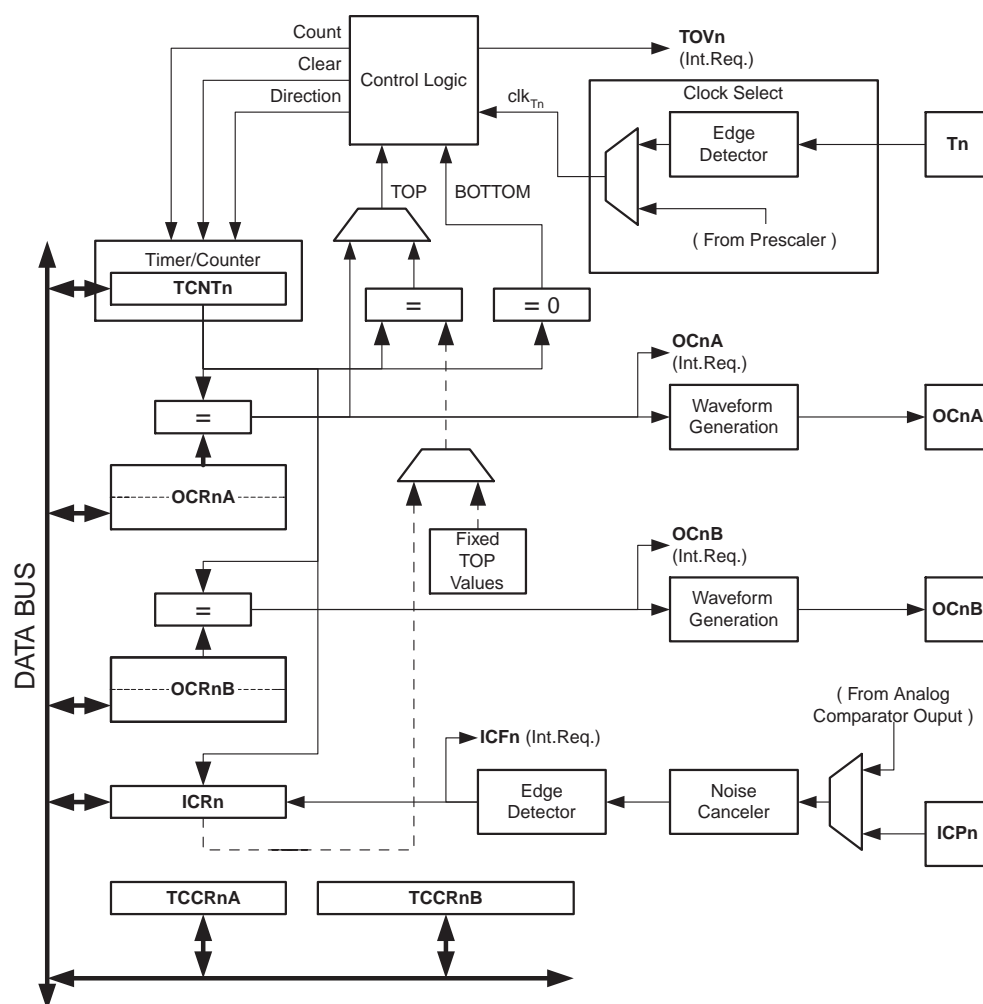 Count
Clear
Direction
Control Logic
TOVn
(Int.Req.)
clkTn
Clock Select
Edge
Detector
Tn
( From Prescaler )
TOP
BOTTOM
Timer/Counter
TCNTn
=
= 0
=
OCRnA
OCnA
(Int.Req.)
Waveform
Generation
OCnA
Fixed
TOP
Values
=
OCRnB
OCnB
(Int.Req.)
Waveform
Generation
OCnB
DATA BUS
( From Analog
Comparator Ouput )
ICFn (Int.Req.)
ICRn
Edge
Detector
Noise
Canceler
ICPn
TCCRnA
TCCRnB